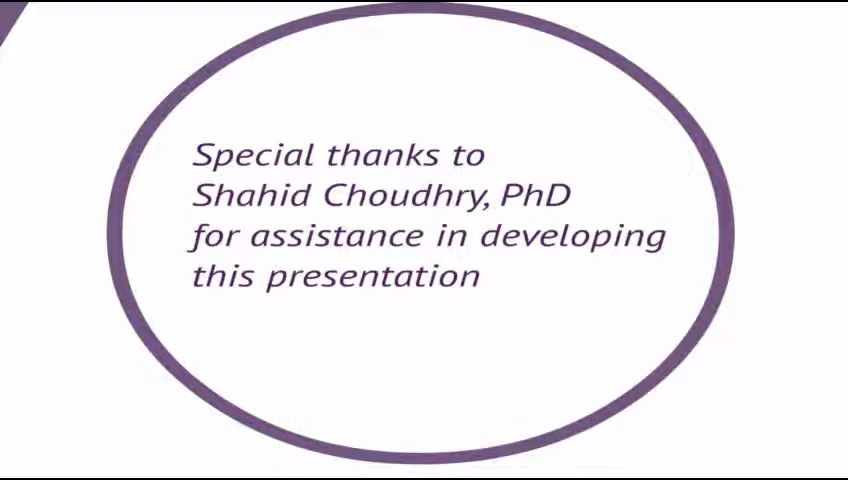 Special thanks to
Shahid Choudhry, PhD
for assistance in developing
this presentation